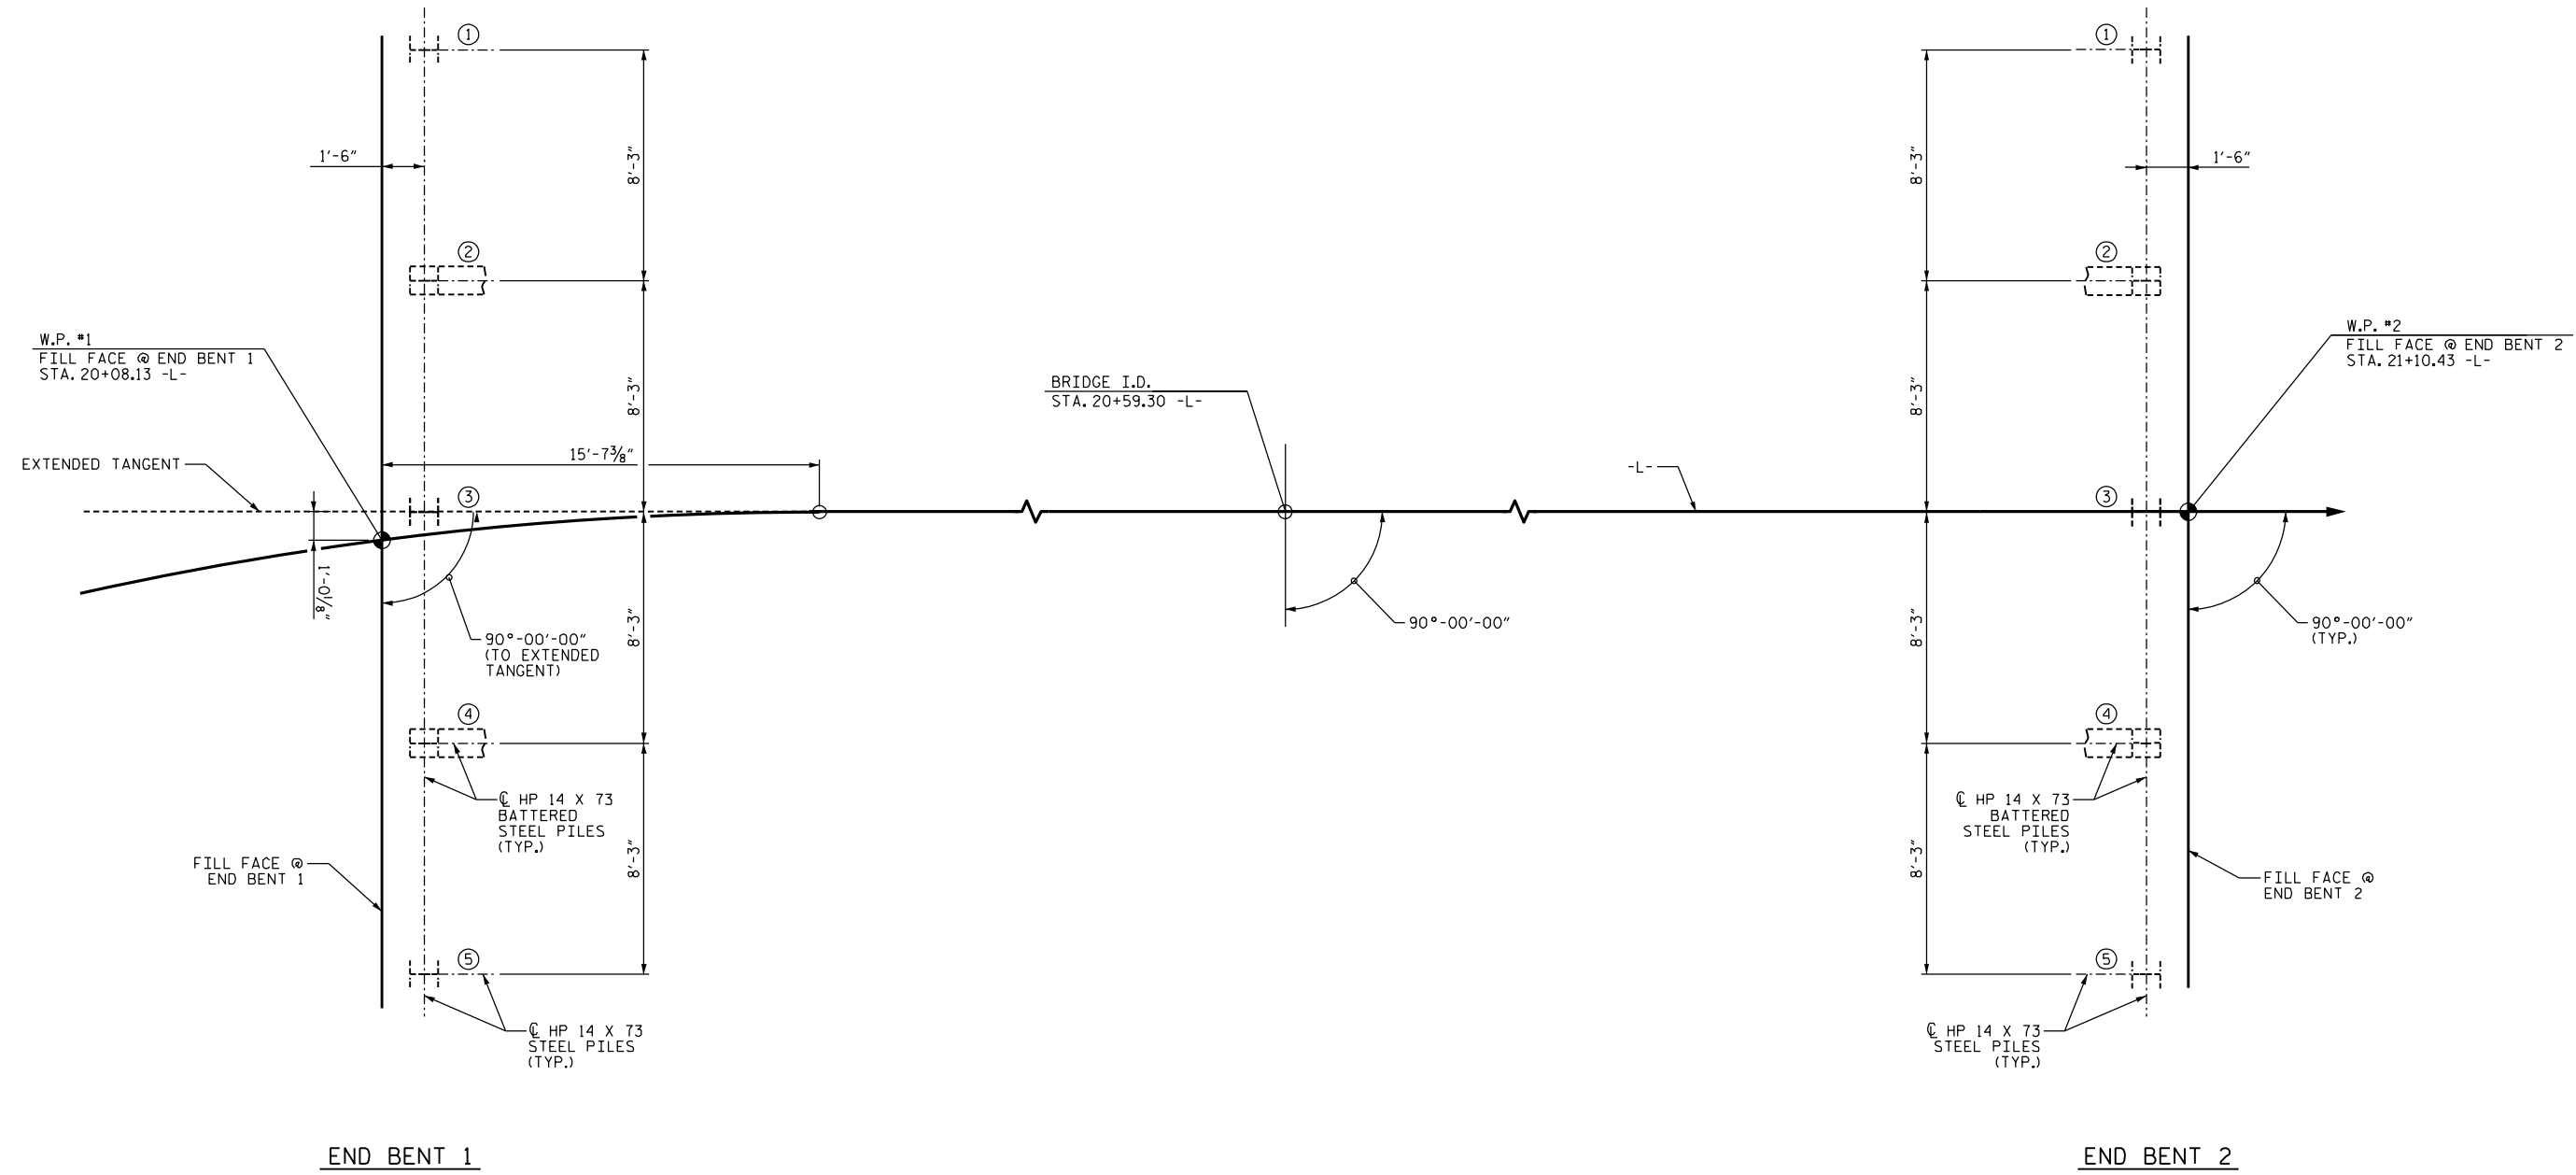 ①
②
③
④
⑤
1'-6"
8'-3"
8'-3"
8'-3"
8'-3"
W.P. #1
FILL FACE @ END BENT 1
STA. 20+08.13 -L-
EXTENDED TANGENT
15'-7⅜"
1'-0⅛"
90°-00'-00"
(TO EXTENDED
TANGENT)
℄ HP 14 X 73
BATTERED
STEEL PILES
(TYP.)
FILL FACE @
END BENT 1
℄ HP 14 X 73
STEEL PILES
(TYP.)
END BENT 1
BRIDGE I.D.
STA. 20+59.30 -L-
90°-00'-00"
-L-
①
②
③
④
⑤
8'-3"
8'-3"
8'-3"
8'-3"
1'-6"
W.P. #2
FILL FACE @ END BENT 2
STA. 21+10.43 -L-
90°-00'-00"
(TYP.)
℄ HP 14 X 73
BATTERED
STEEL PILES
(TYP.)
FILL FACE @
END BENT 2
℄ HP 14 X 73
STEEL PILES
(TYP.)
END BENT 2